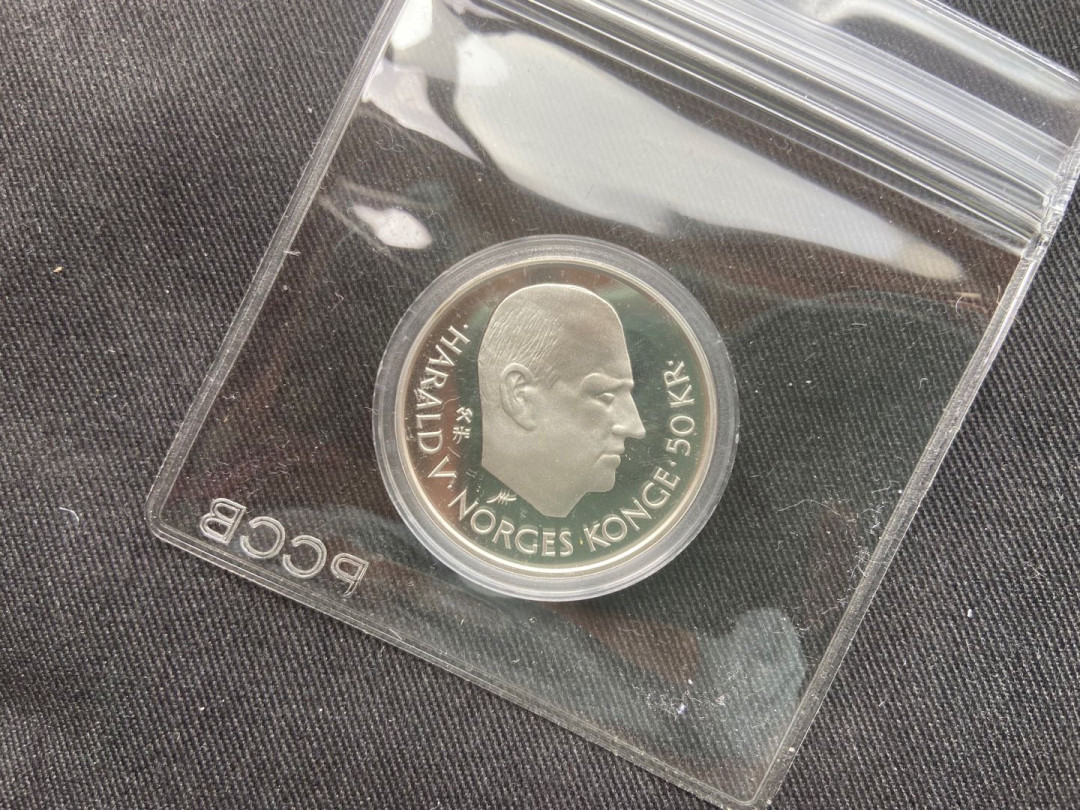 · HARALD V · NORGES KONGE · 50 KR ·
PCCB